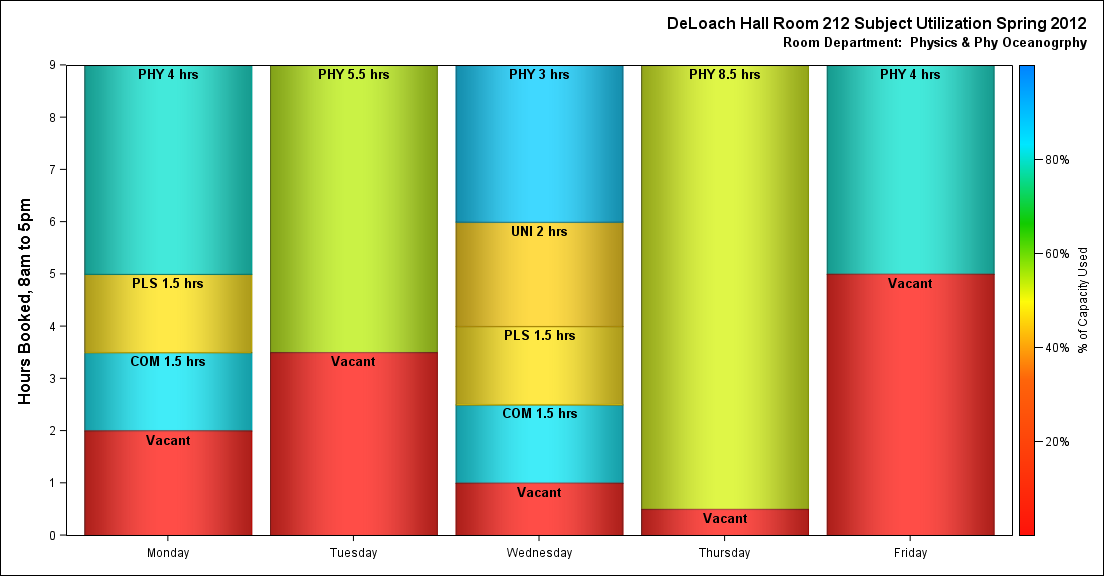 DeLoach Hall Room 212 Subject Utilization Spring 2012
Room Department:  Physics & Phy Oceanogrphy
Hours Booked, 8am to 5pm
9
8
7
6
5
4
3
2
1
0
PHY 4 hrs
PLS 1.5 hrs
COM 1.5 hrs
Vacant
PHY 5.5 hrs
Vacant
PHY 3 hrs
UNI 2 hrs
PLS 1.5 hrs
COM 1.5 hrs
Vacant
PHY 8.5 hrs
Vacant
PHY 4 hrs
Vacant
Monday
Tuesday
Wednesday
Thursday
Friday
80%
60%
40%
20%
% of Capacity Used